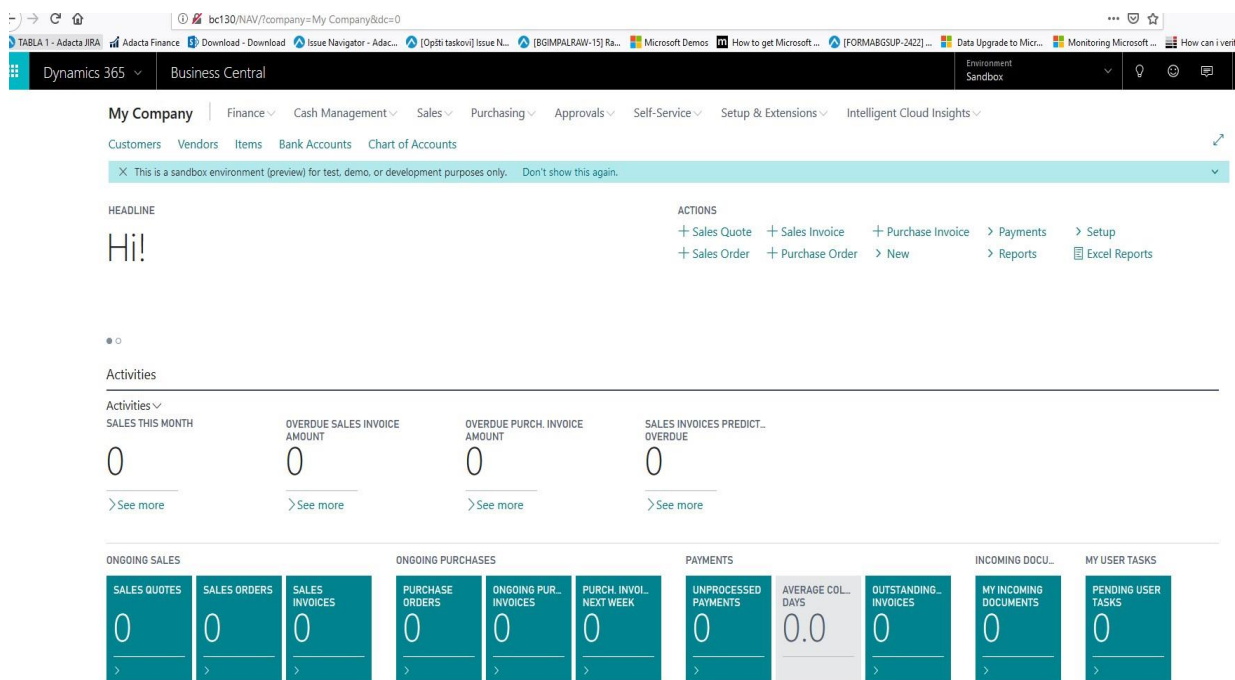 bc130/NAV/?company=My Company&dc=0
TABLA 1 - Adacta JIRA Adacta Finance Download - Download Issue Navigator - Adac... [Opšti taskovi] Issue N... [BGIMPALRAW-15] Ra... Microsoft Demos How to get Microsoft ... [FORMABGSUP-2422] ... Data Upgrade to Micr... Monitoring Microsoft ... How can i veri
Dynamics 365 Business Central Environment
Sandbox
My Company Finance Cash Management Sales Purchasing Approvals Self-Service Setup & Extensions Intelligent Cloud Insights
Customers Vendors Items Bank Accounts Chart of Accounts
This is a sandbox environment (preview) for test, demo, or development purposes only. Don't show this again.
HEADLINE
Hi!
ACTIONS
+ Sales Quote + Sales Invoice + Purchase Invoice > Payments > Setup
+ Sales Order + Purchase Order > New > Reports Excel Reports
Activities
Activities
SALES THIS MONTH
0
>See more
OVERDUE SALES INVOICE
AMOUNT
0
>See more
OVERDUE PURCH. INVOICE
AMOUNT
0
>See more
SALES INVOICES PREDICT...
OVERDUE
0
>See more
ONGOING SALES
SALES QUOTES
0
>
SALES ORDERS
0
>
SALES
INVOICES
0
>
ONGOING PURCHASES
PURCHASE
ORDERS
0
>
ONGOING PUR...
INVOICES
0
>
PURCH. INVOI...
NEXT WEEK
0
>
PAYMENTS
UNPROCESSED
PAYMENTS
0
>
AVERAGE COL...
DAYS
0.0
OUTSTANDING...
INVOICES
0
>
INCOMING DOCU...
MY INCOMING
DOCUMENTS
0
>
MY USER TASKS
PENDING USER
TASKS
0
>